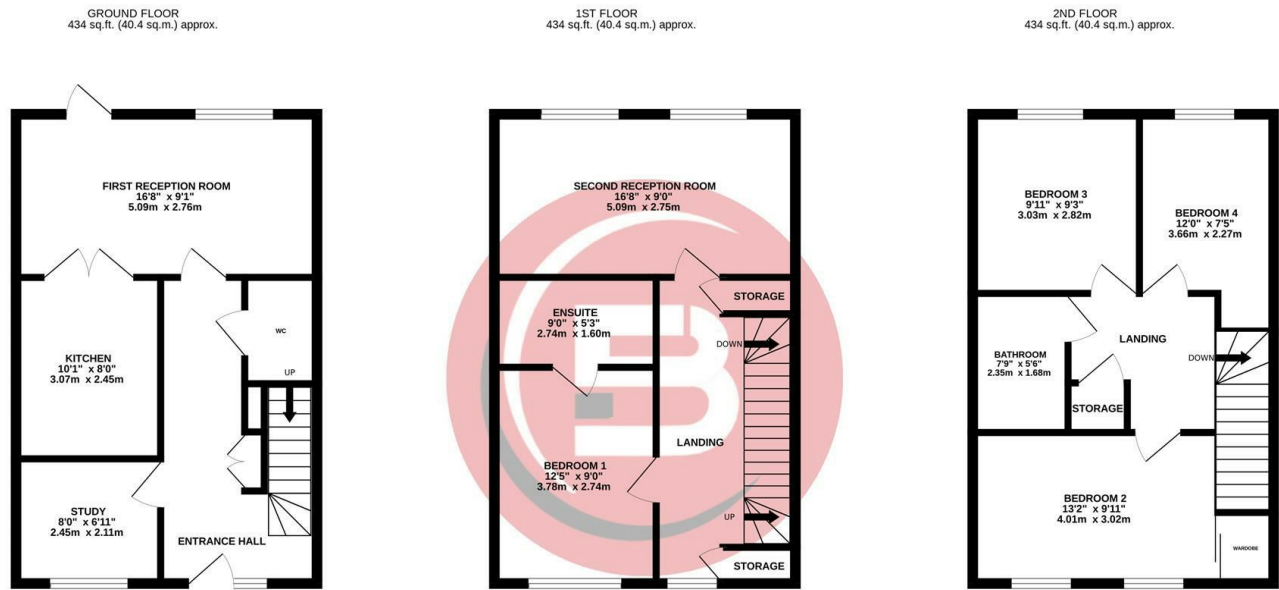 GROUND FLOOR
434 sq.ft. (40.4 sq.m.) approx.
FIRST RECEPTION ROOM
16'8" x 9'1"
5.09m x 2.76m
WC
KITCHEN
10'1" x 8'0"
3.07m x 2.45m
UP
STUDY
8'0" x 6'11"
2.45m x 2.11m
ENTRANCE HALL
1ST FLOOR
434 sq.ft. (40.4 sq.m.) approx.
SECOND RECEPTION ROOM
16'8" x 9'0"
5.09m x 2.75m
STORAGE
ENSUITE
9'0" x 5'3"
2.74m x 1.60m
DOWN
LANDING
BEDROOM 1
12'5" x 9'0"
3.78m x 2.74m
UP
STORAGE
2ND FLOOR
434 sq.ft. (40.4 sq.m.) approx.
BEDROOM 3
9'11" x 9'3"
3.03m x 2.82m
BEDROOM 4
12'0" x 7'5"
3.66m x 2.27m
LANDING
BATHROOM
7'9" x 5'6"
2.35m x 1.68m
DOWN
STORAGE
BEDROOM 2
13'2" x 9'11"
4.01m x 3.02m
WARDOBE